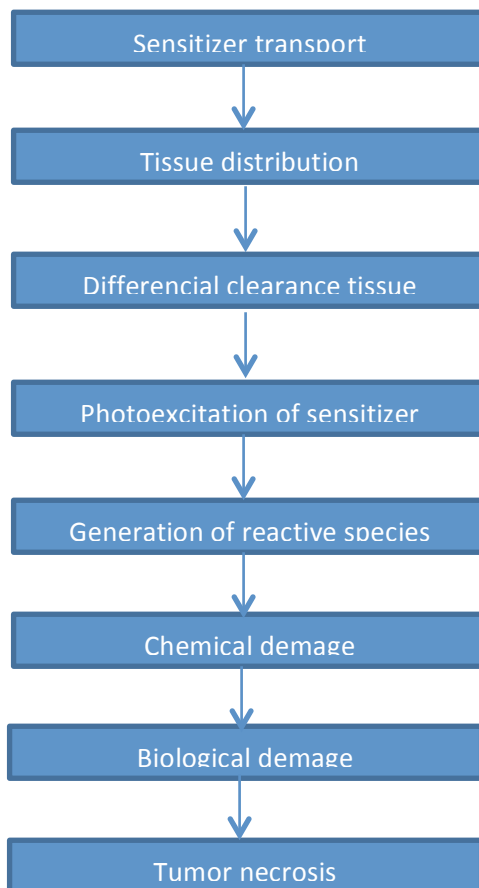 Sensitizer transport
Tissue distribution
Differencial clearance tissue
Photoexcitation of sensitizer
Generation of reactive species
Chemical demage
Biological demage
Tumor necrosis